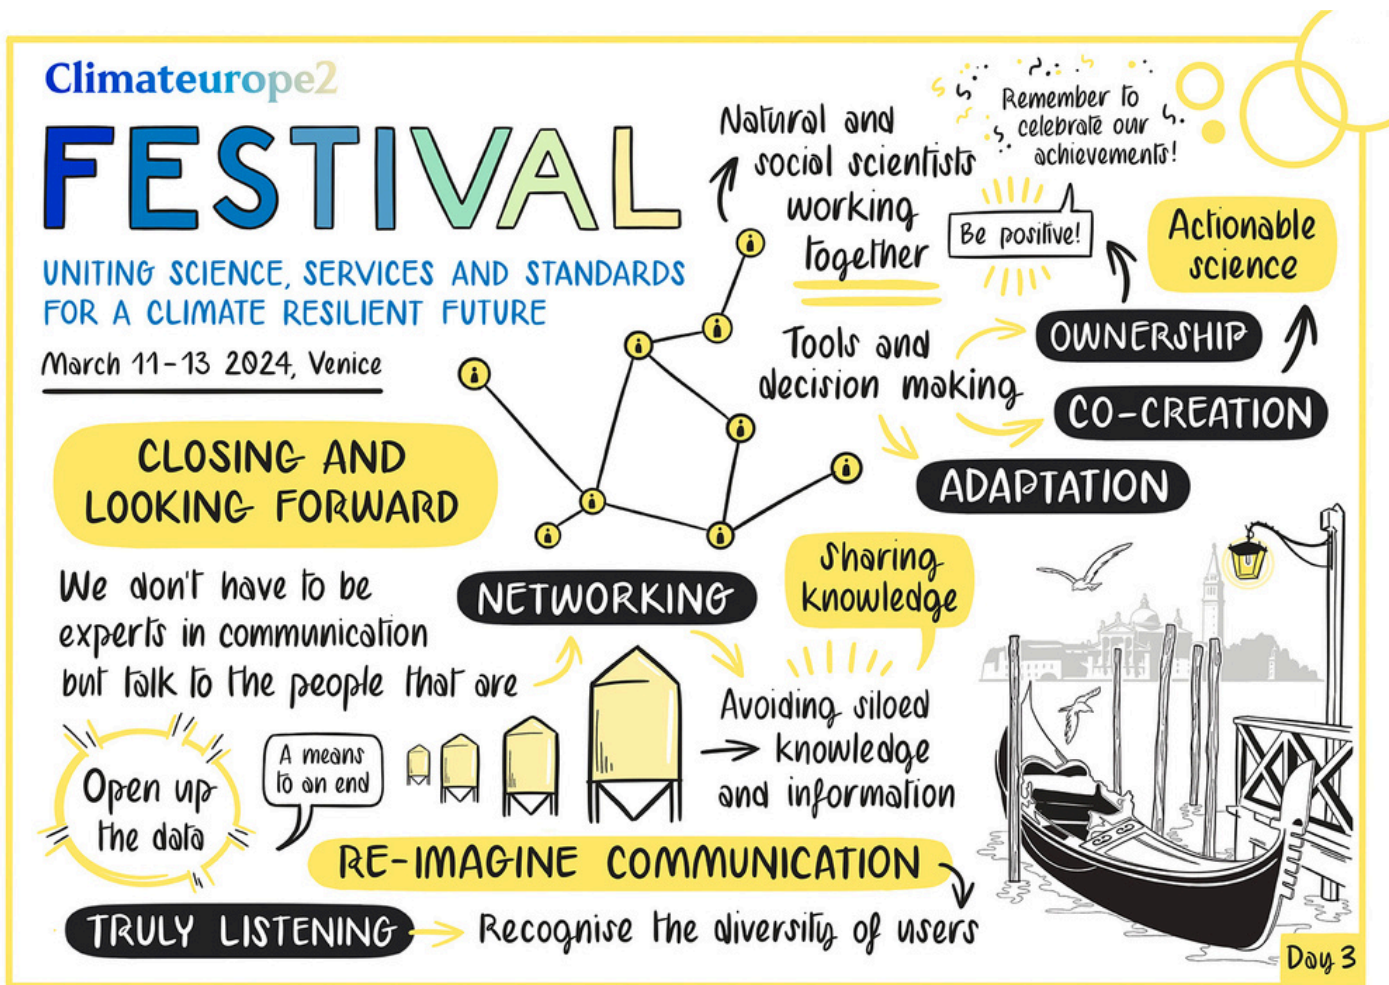 Climateurope2
FESTIVAL
UNITING SCIENCE, SERVICES AND STANDARDS
FOR A CLIMATE RESILIENT FUTURE
March 11-13 2024, Venice
CLOSING AND
LOOKING FORWARD
We don't have to be
experts in communication
but talk to the people that are
Open up
the data
A means
to an end
NETWORKING
Sharing
knowledge
Avoiding siloed
knowledge
and information
Natural and
social scientists
working
together
Remember to
celebrate our
achievements!
Be positive!
Actionable
science
Tools and
decision making
OWNERSHIP
CO-CREATION
ADAPTATION
RE-IMAGINE COMMUNICATION
TRULY LISTENING
Recognise the diversity of users
Day 3